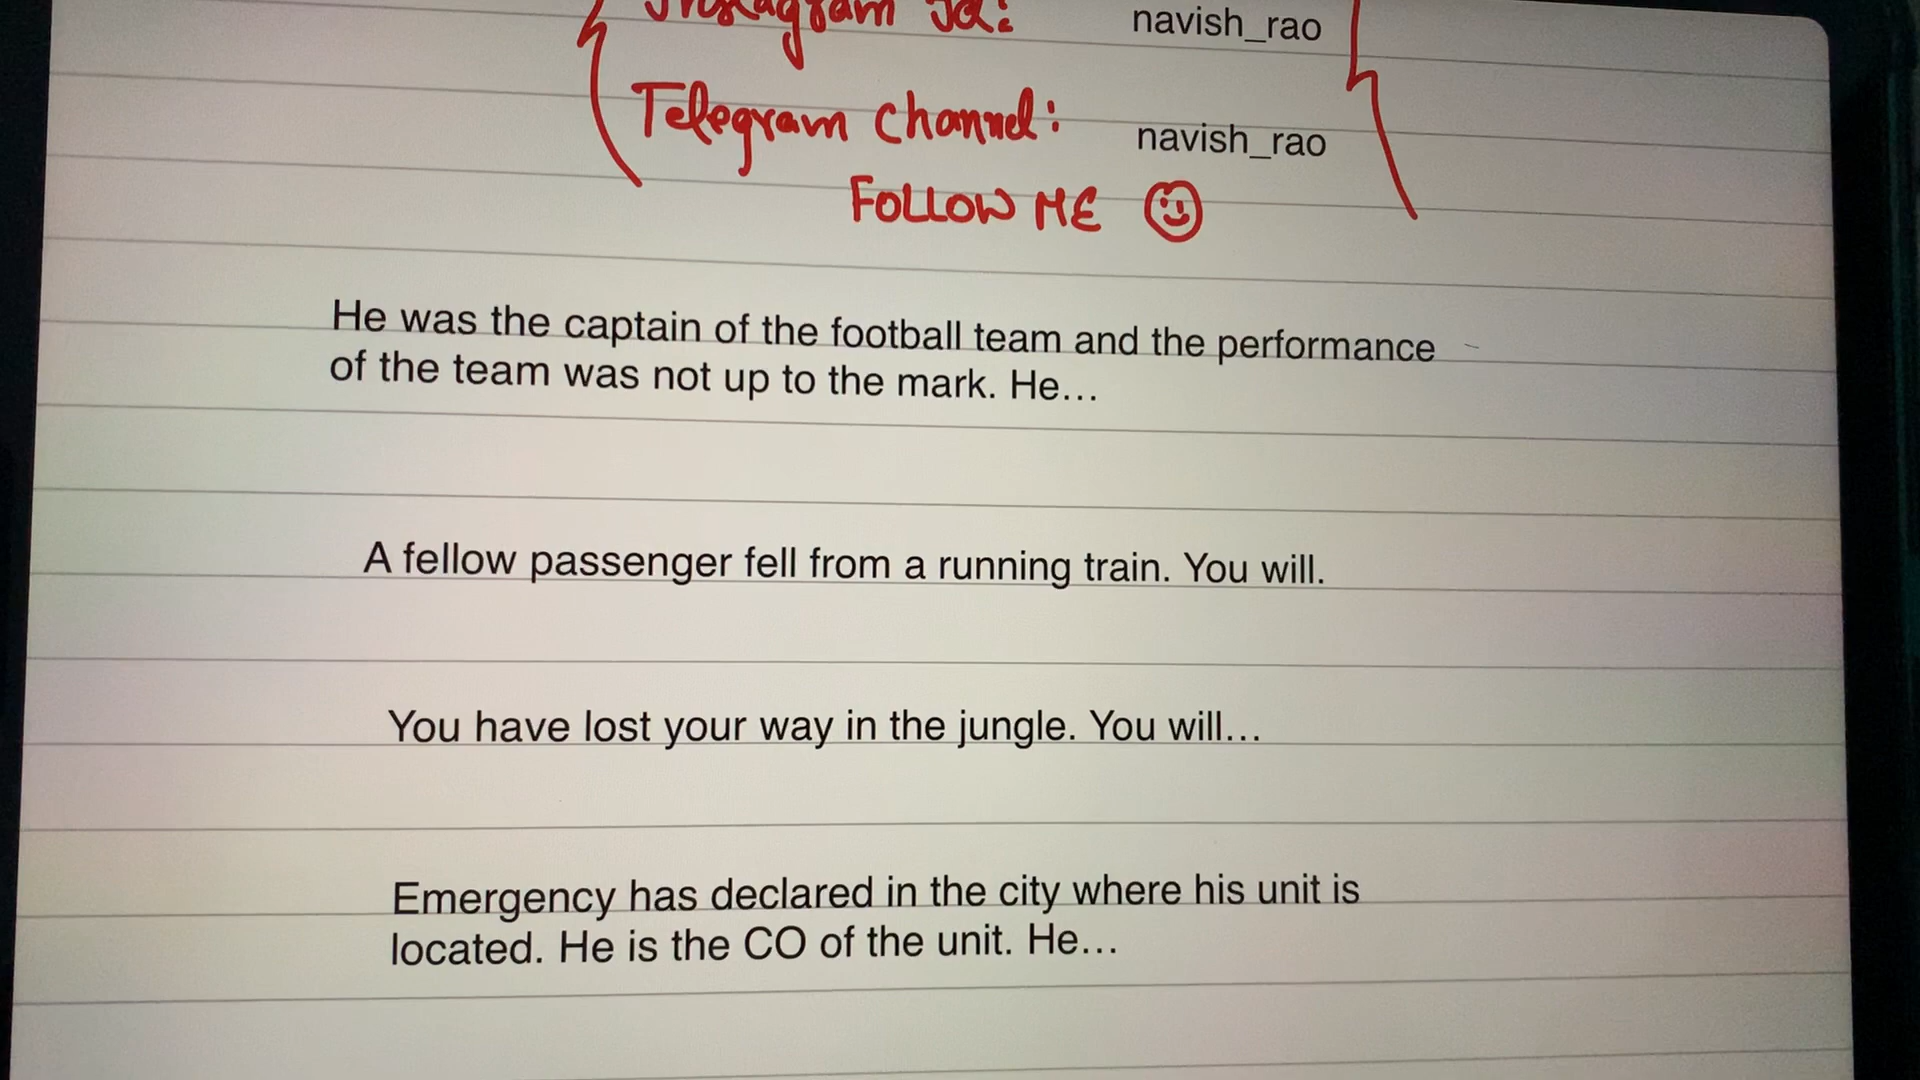 Instagram Id: navish_rao
Telegram Channel: navish_rao
FOLLOW ME
He was the captain of the football team and the performance
of the team was not up to the mark. He...
A fellow passenger fell from a running train. You will.
You have lost your way in the jungle. You will...
Emergency has declared in the city where his unit is
located. He is the CO of the unit. He...